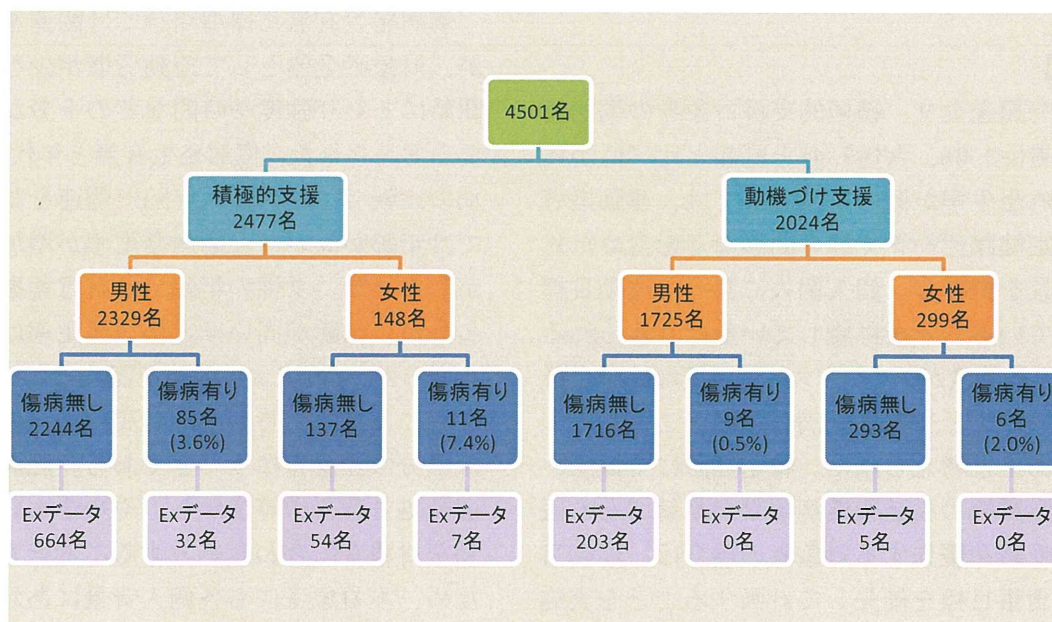 4501名
積極的支援
2477名
動機づけ支援
2024名
男性
2329名
女性
148名
男性
1725名
女性
299名
傷病無し
2244名
傷病有り
85名
(3.6%)
傷病無し
137名
傷病有り
11名
(7.4%)
傷病無し
1716名
傷病有り
9名
(0.5%)
傷病無し
293名
傷病有り
6名
(2.0%)
Exデータ
664名
Exデータ
32名
Exデータ
54名
Exデータ
7名
Exデータ
203名
Exデータ
0名
Exデータ
5名
Exデータ
0名